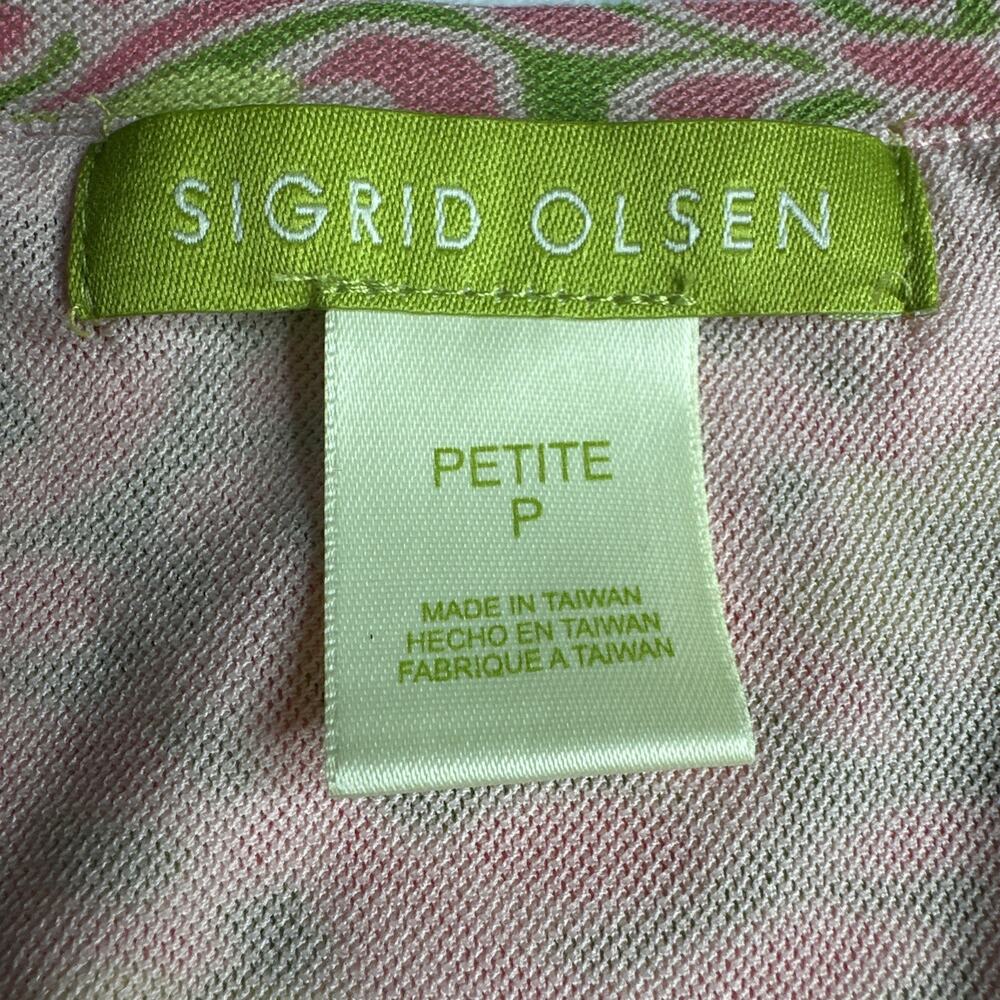 SIGRID OLSEN
PETITE
P
MADE IN TAIWAN
HECHO EN TAIWAN
FABRIQUE A TAIWAN